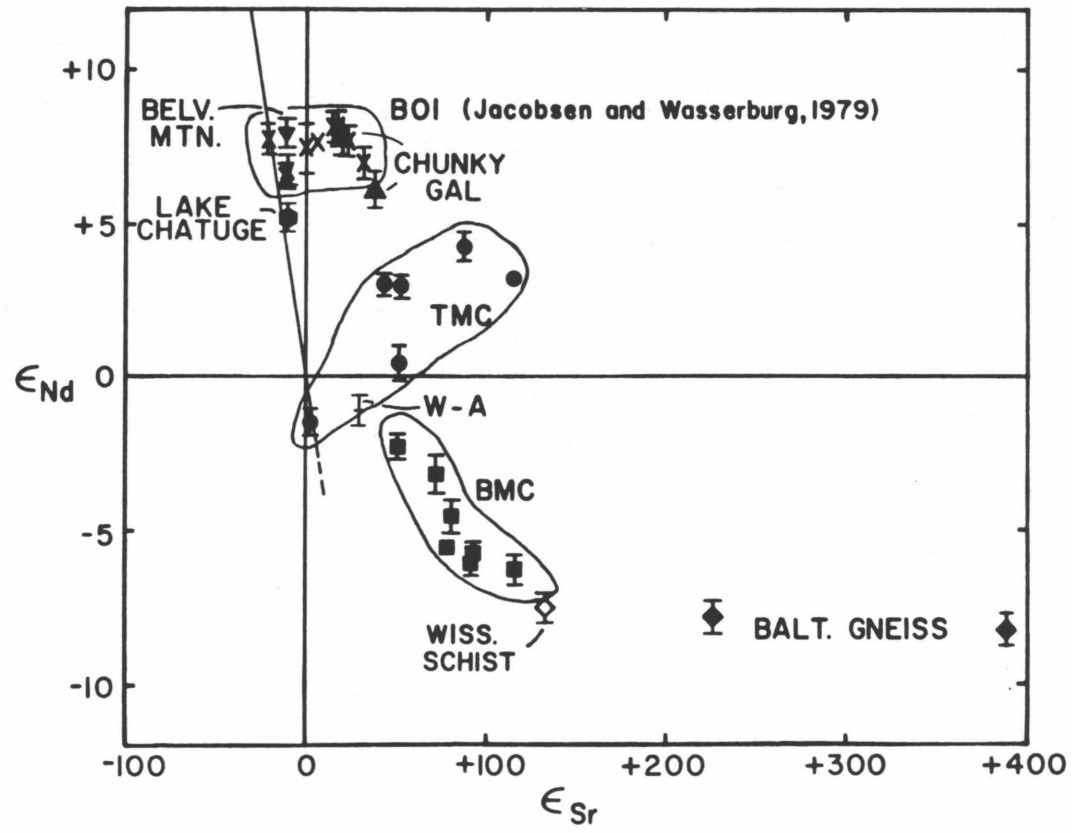 +10
BELV.
MTN.
BOI (Jacobsen and Wasserburg, 1979)
CHUNKY
GAL
LAKE
CHATUGE
+5
TMC
εNd
0
W-A
BMC
-5
WISS.
SCHIST
BALT. GNEISS
-10
-100
0
+100
+200
+300
+400
εSr